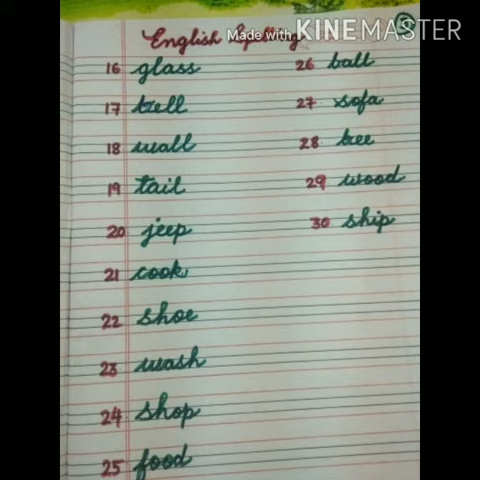 Made with KINEMASTER
English Spelling
16 glass
17 bell
18 wall
19 tail
20 jeep
21 cook
22 shoe
23 wash
24 shop
25 food
26 ball
27 sofa
28 bee
29 wood
30 ship